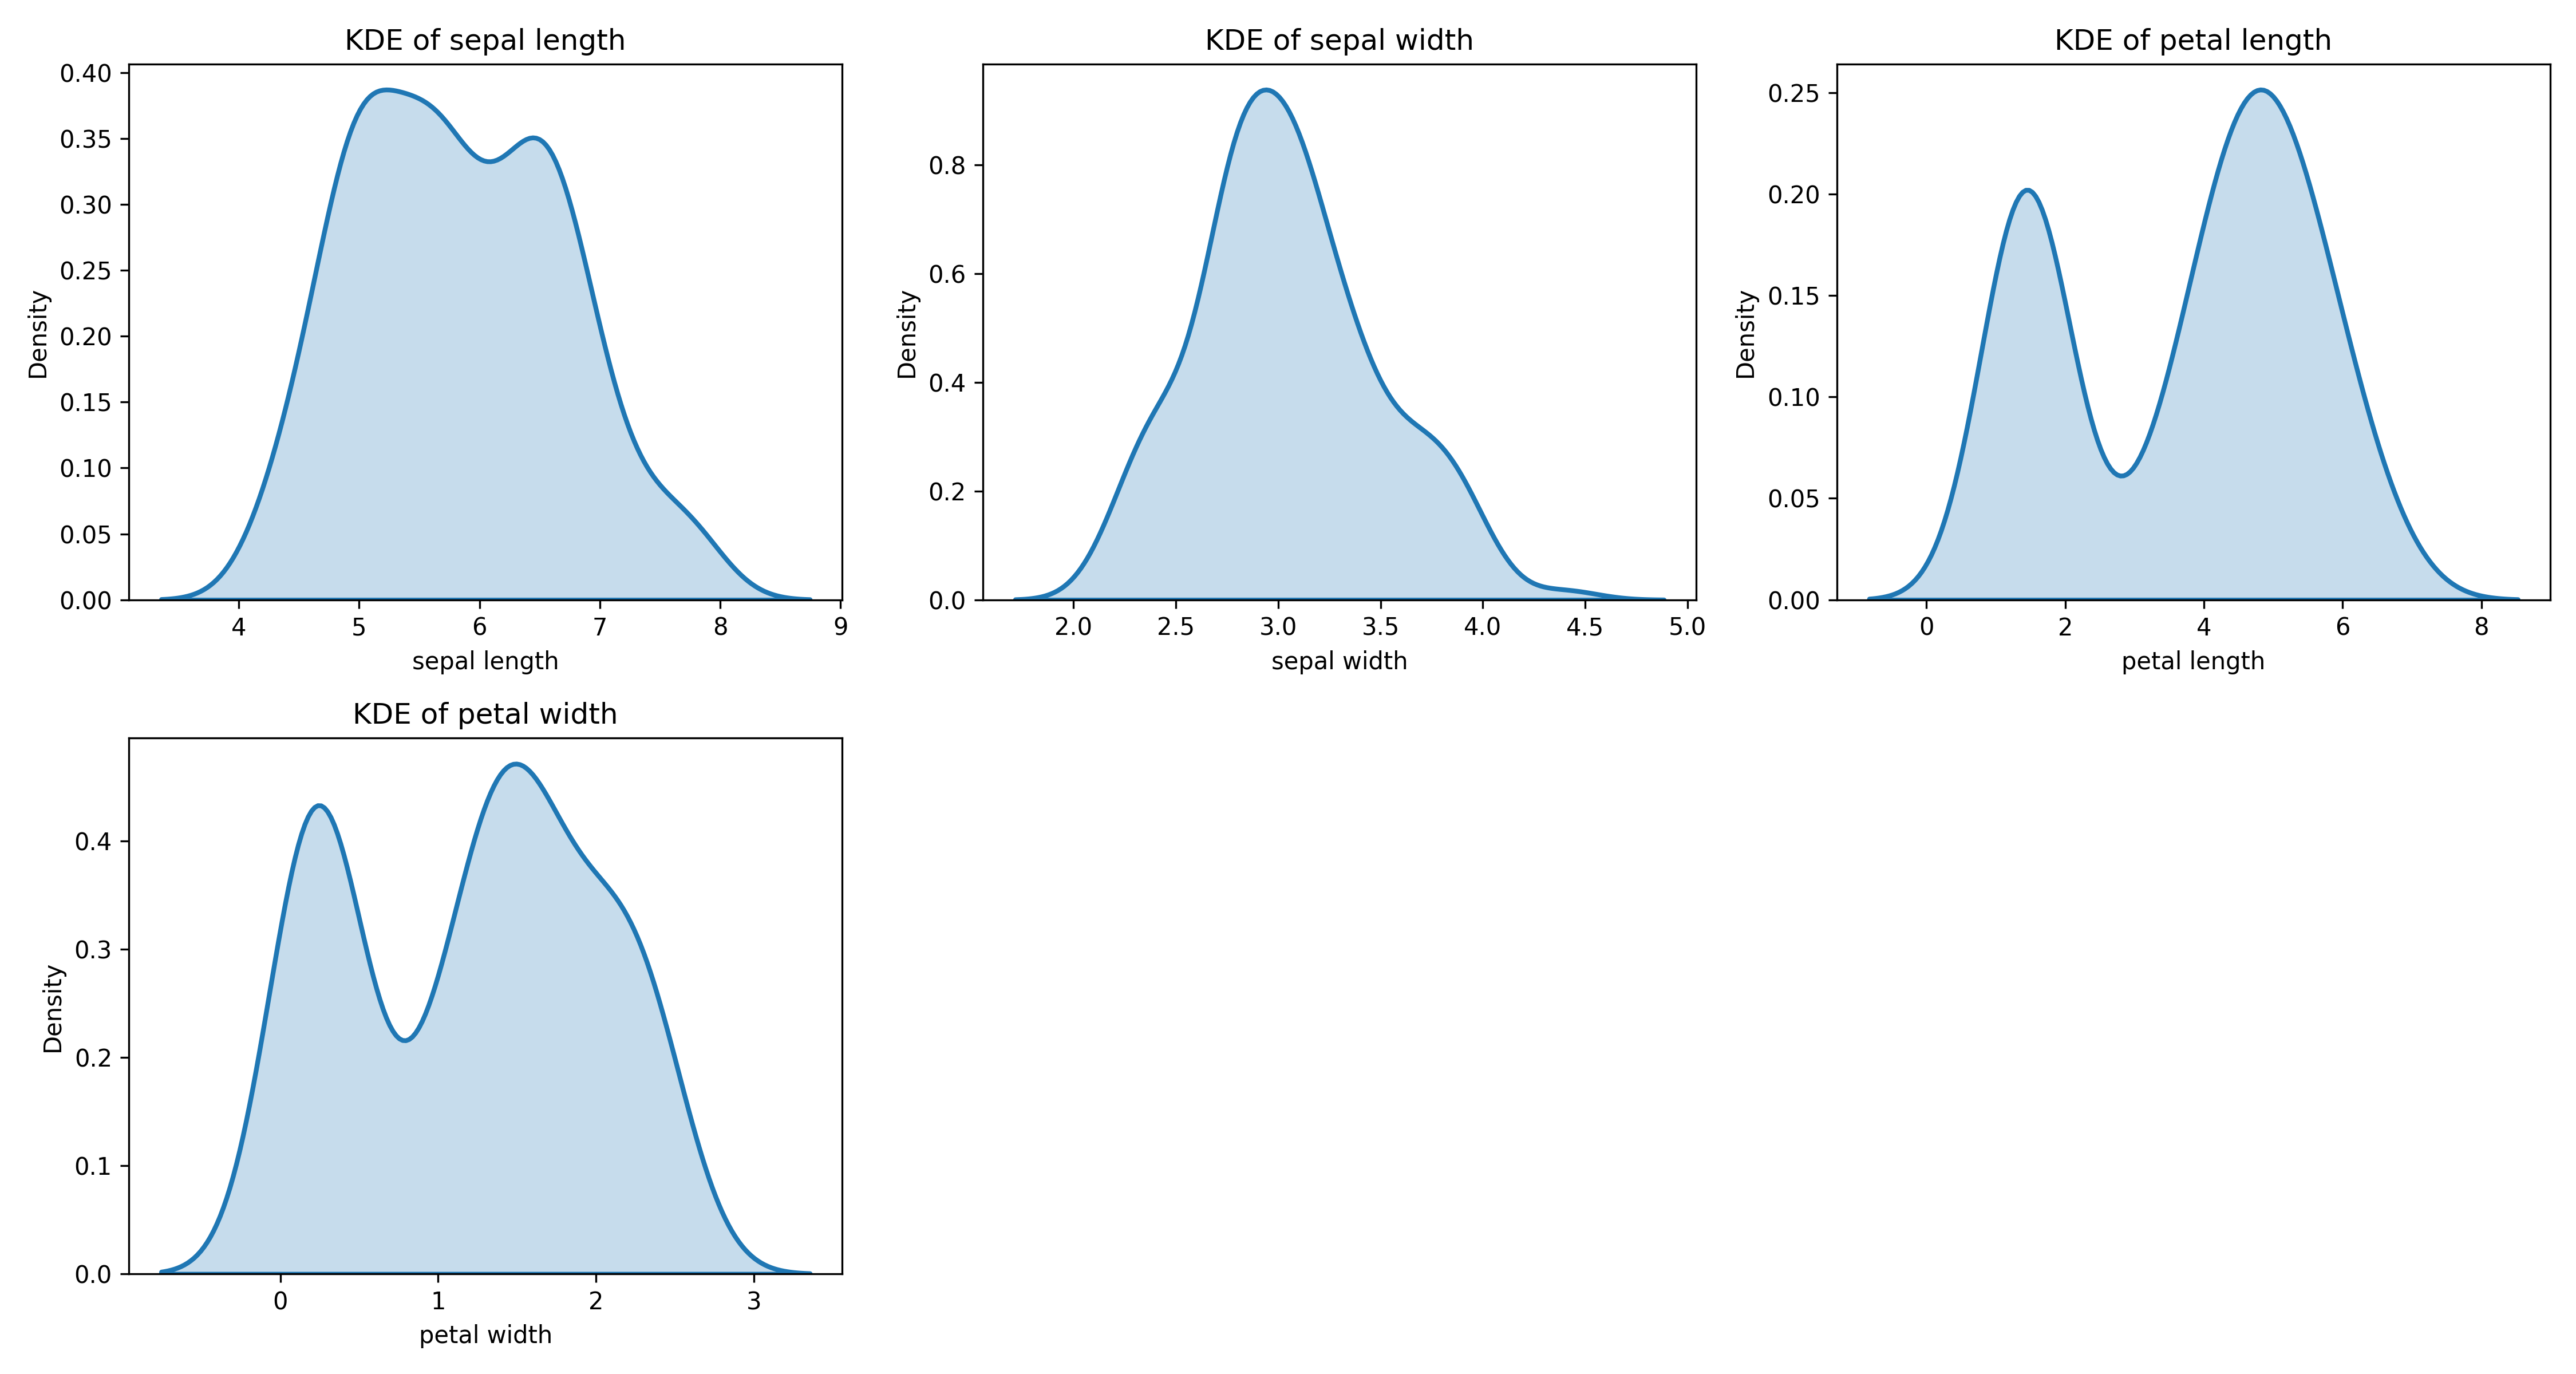 KDE of sepal length
0.40
0.35
0.30
0.25
0.20
0.15
0.10
0.05
0.00
Density
4 5 6 7 8 9
sepal length
KDE of sepal width
0.8
0.6
0.4
0.2
0.0
Density
2.0 2.5 3.0 3.5 4.0 4.5 5.0
sepal width
KDE of petal length
0.25
0.20
0.15
0.10
0.05
0.00
Density
0 2 4 6 8
petal length
KDE of petal width
0.4
0.3
0.2
0.1
0.0
Density
0 1 2 3
petal width